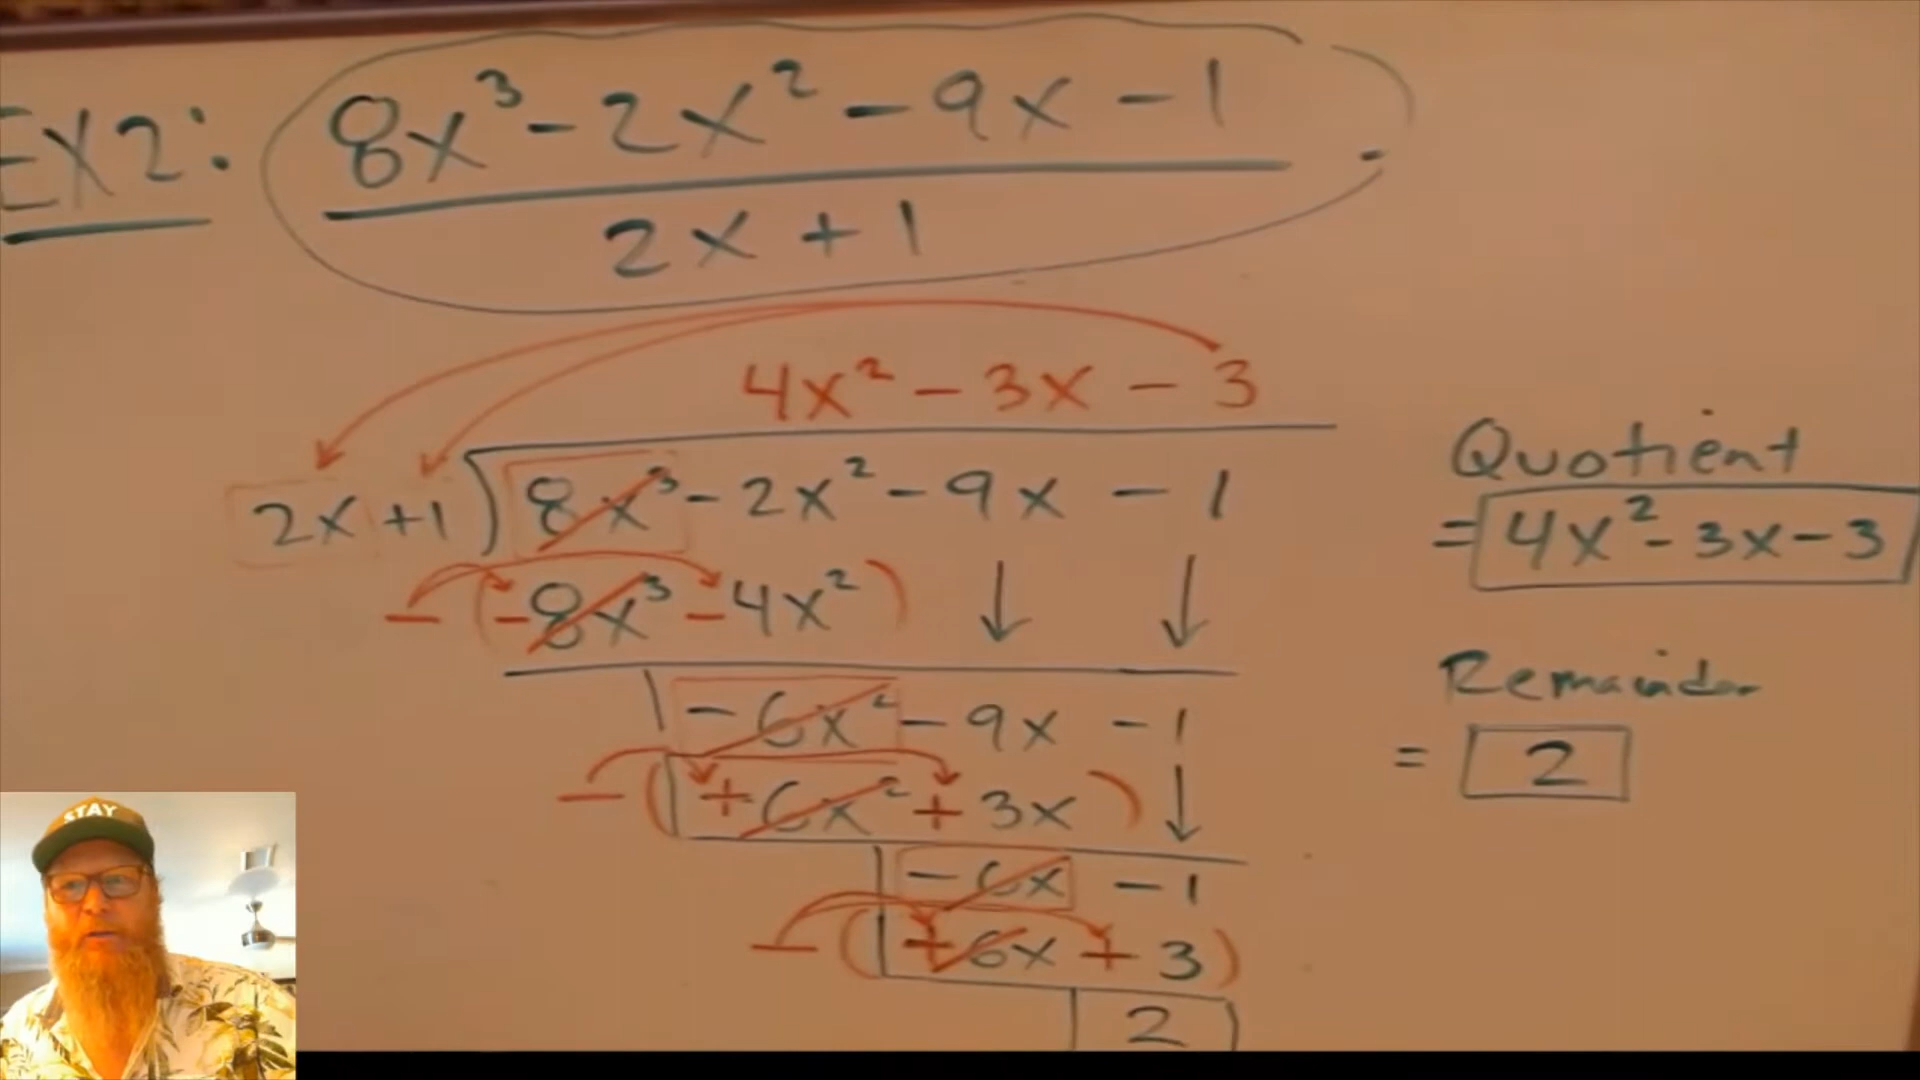 EX2: 8x³ - 2x² - 9x - 1
2x + 1
4x² - 3x - 3
2x + 1 ) 8x³ - 2x² - 9x - 1
- ( - 8x³ - 4x² )
- 6x² - 9x - 1
- ( + 6x² + 3x )
- 6x - 1
- ( + 6x + 3 )
2
Quotient
= 4x² - 3x - 3
Remainder
= 2
STAY